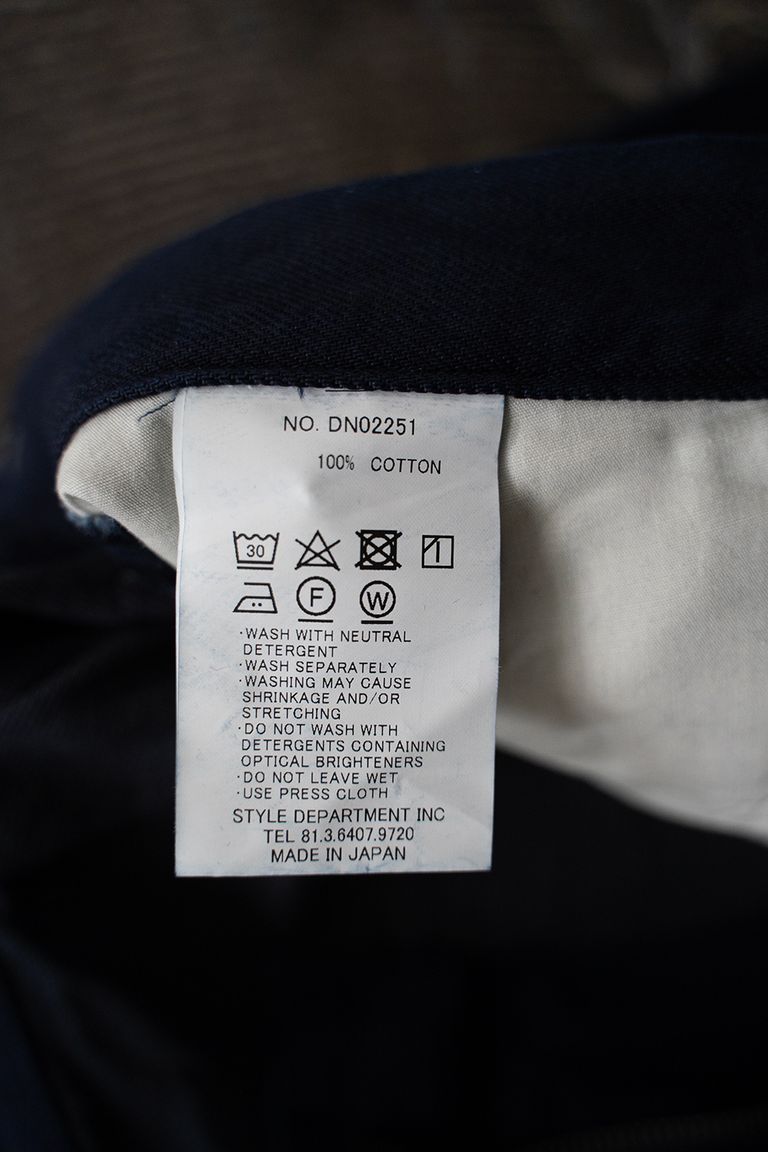 NO. DN02251
100% COTTON
30
F W
·WASH WITH NEUTRAL
DETERGENT
·WASH SEPARATELY
·WASHING MAY CAUSE
SHRINKAGE AND/OR
STRETCHING
·DO NOT WASH WITH
DETERGENTS CONTAINING
OPTICAL BRIGHTENERS
·DO NOT LEAVE WET
·USE PRESS CLOTH
STYLE DEPARTMENT INC
TEL 81.3.6407.9720
MADE IN JAPAN